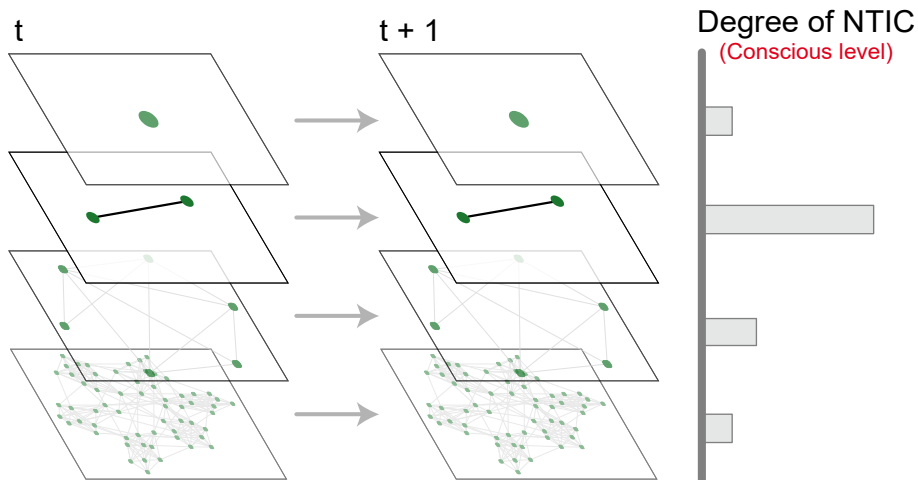 t
t + 1
Degree of NTIC
(Conscious level)